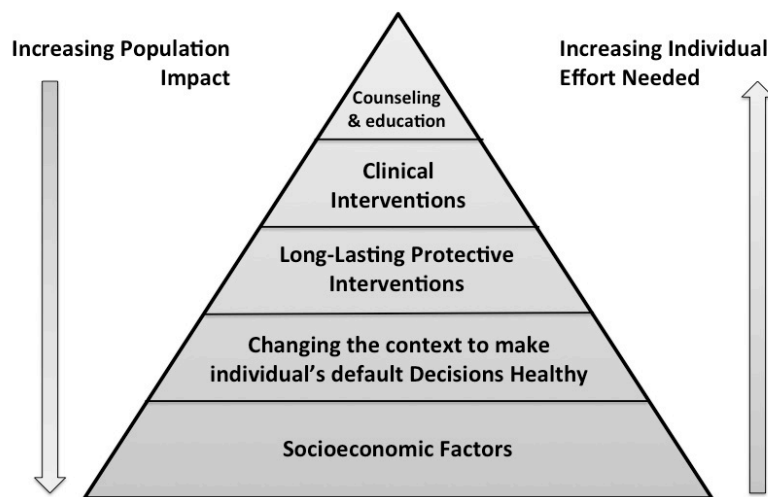 Increasing Population
Impact
Increasing Individual
Effort Needed
Counseling
& education
Clinical
Interventions
Long-Lasting Protective
Interventions
Changing the context to make
individual's default Decisions Healthy
Socioeconomic Factors